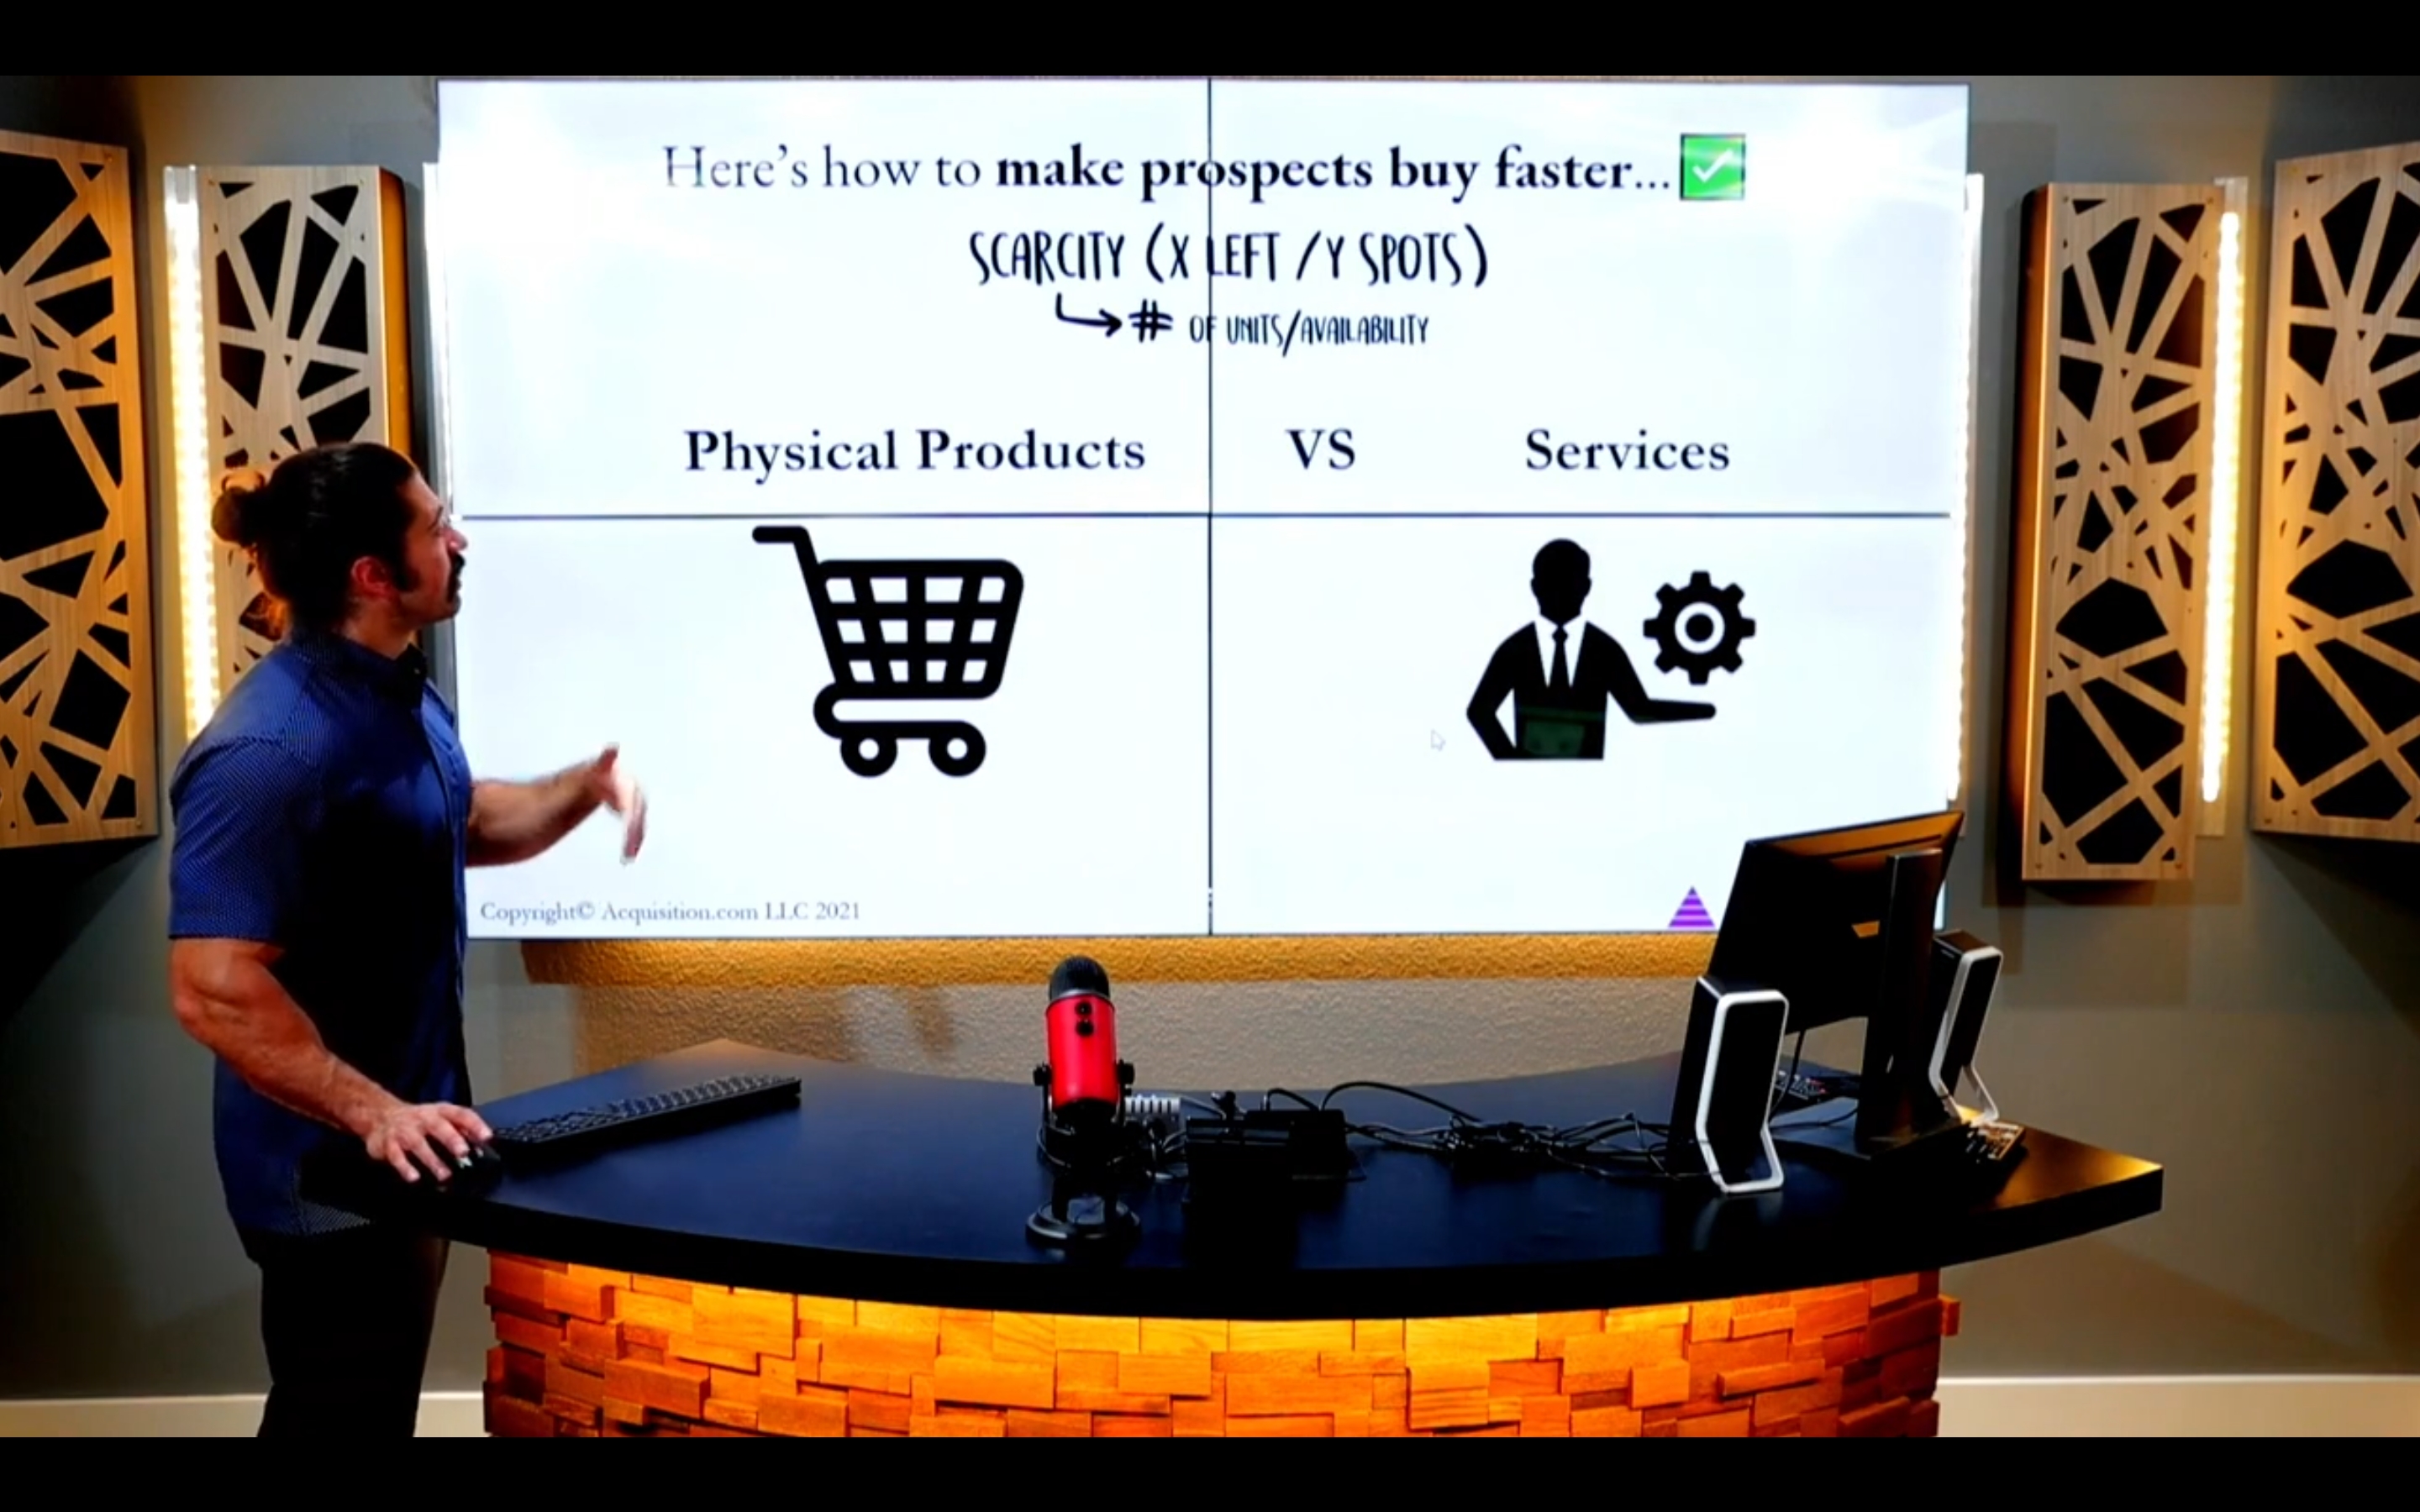 Here's how to make prospects buy faster...
SCARCITY (X LEFT / Y SPOTS)
# OF UNITS/AVAILABILITY
Physical Products VS Services
Copyright© Acquisition.com LLC 2021